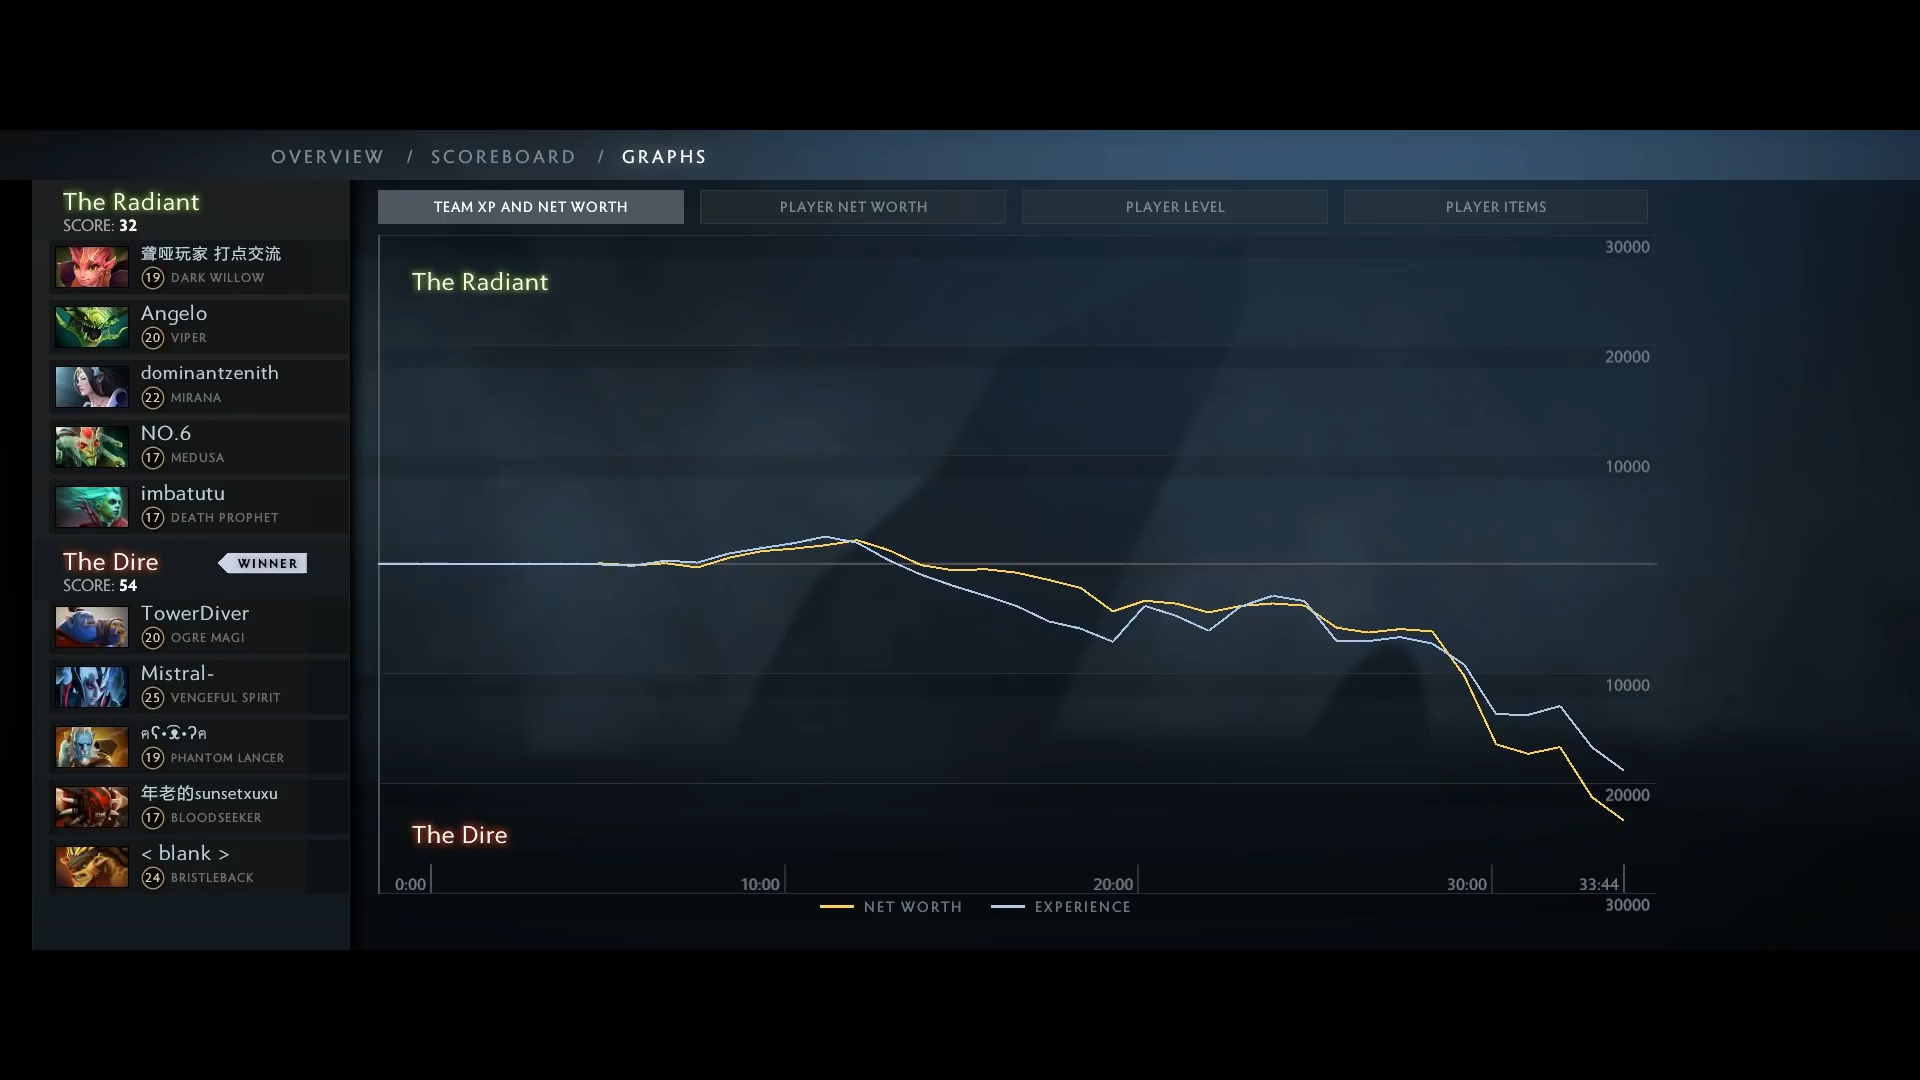 OVERVIEW / SCOREBOARD / GRAPHS
The Radiant
SCORE: 32
聋哑玩家 打点交流
19 DARK WILLOW
Angelo
20 VIPER
dominantzenith
22 MIRANA
NO.6
17 MEDUSA
imbatutu
17 DEATH PROPHET
The Dire
WINNER
SCORE: 54
TowerDiver
20 OGRE MAGI
Mistral-
25 VENGEFUL SPIRIT
19 PHANTOM LANCER
年老的sunsetxuxu
17 BLOODSEEKER
< blank >
24 BRISTLEBACK
TEAM XP AND NET WORTH
PLAYER NET WORTH
PLAYER LEVEL
PLAYER ITEMS
The Radiant
30000
20000
10000
10000
20000
The Dire
0:00
10:00
20:00
30:00
33:44
30000
NET WORTH
EXPERIENCE